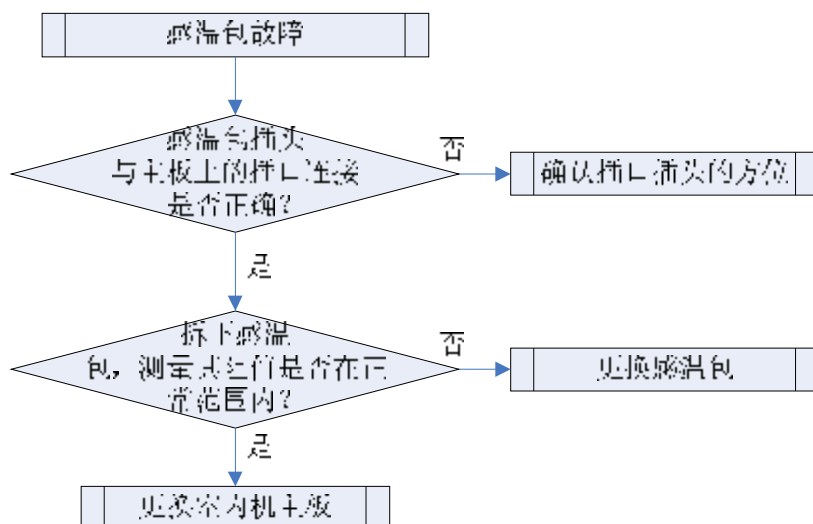 感温包故障
感温包插头
与主板上的插口连接
是否正确？
否
确认插口插头的方位
是
拆下感温
包，测量其阻值是否在正
常范围内？
否
更换感温包
是
更换室内机主板